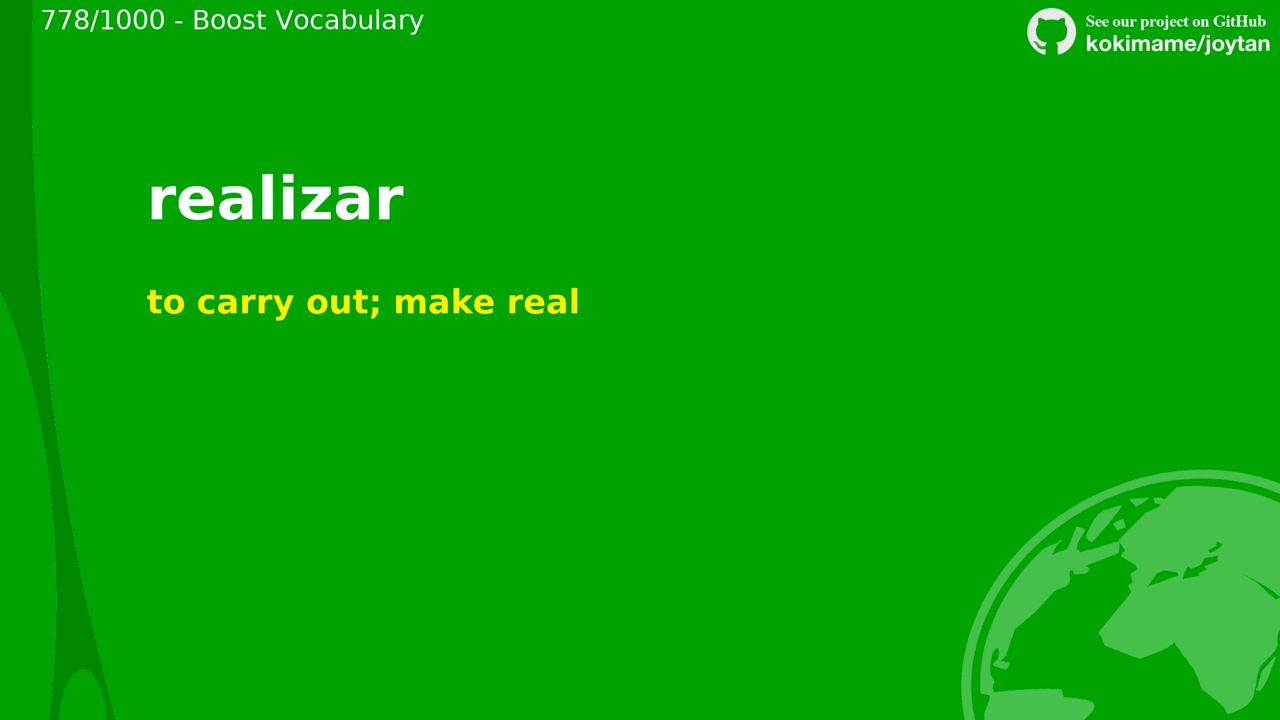 778/1000 - Boost Vocabulary
See our project on GitHub
kokimame/joytan
realizar
to carry out; make real